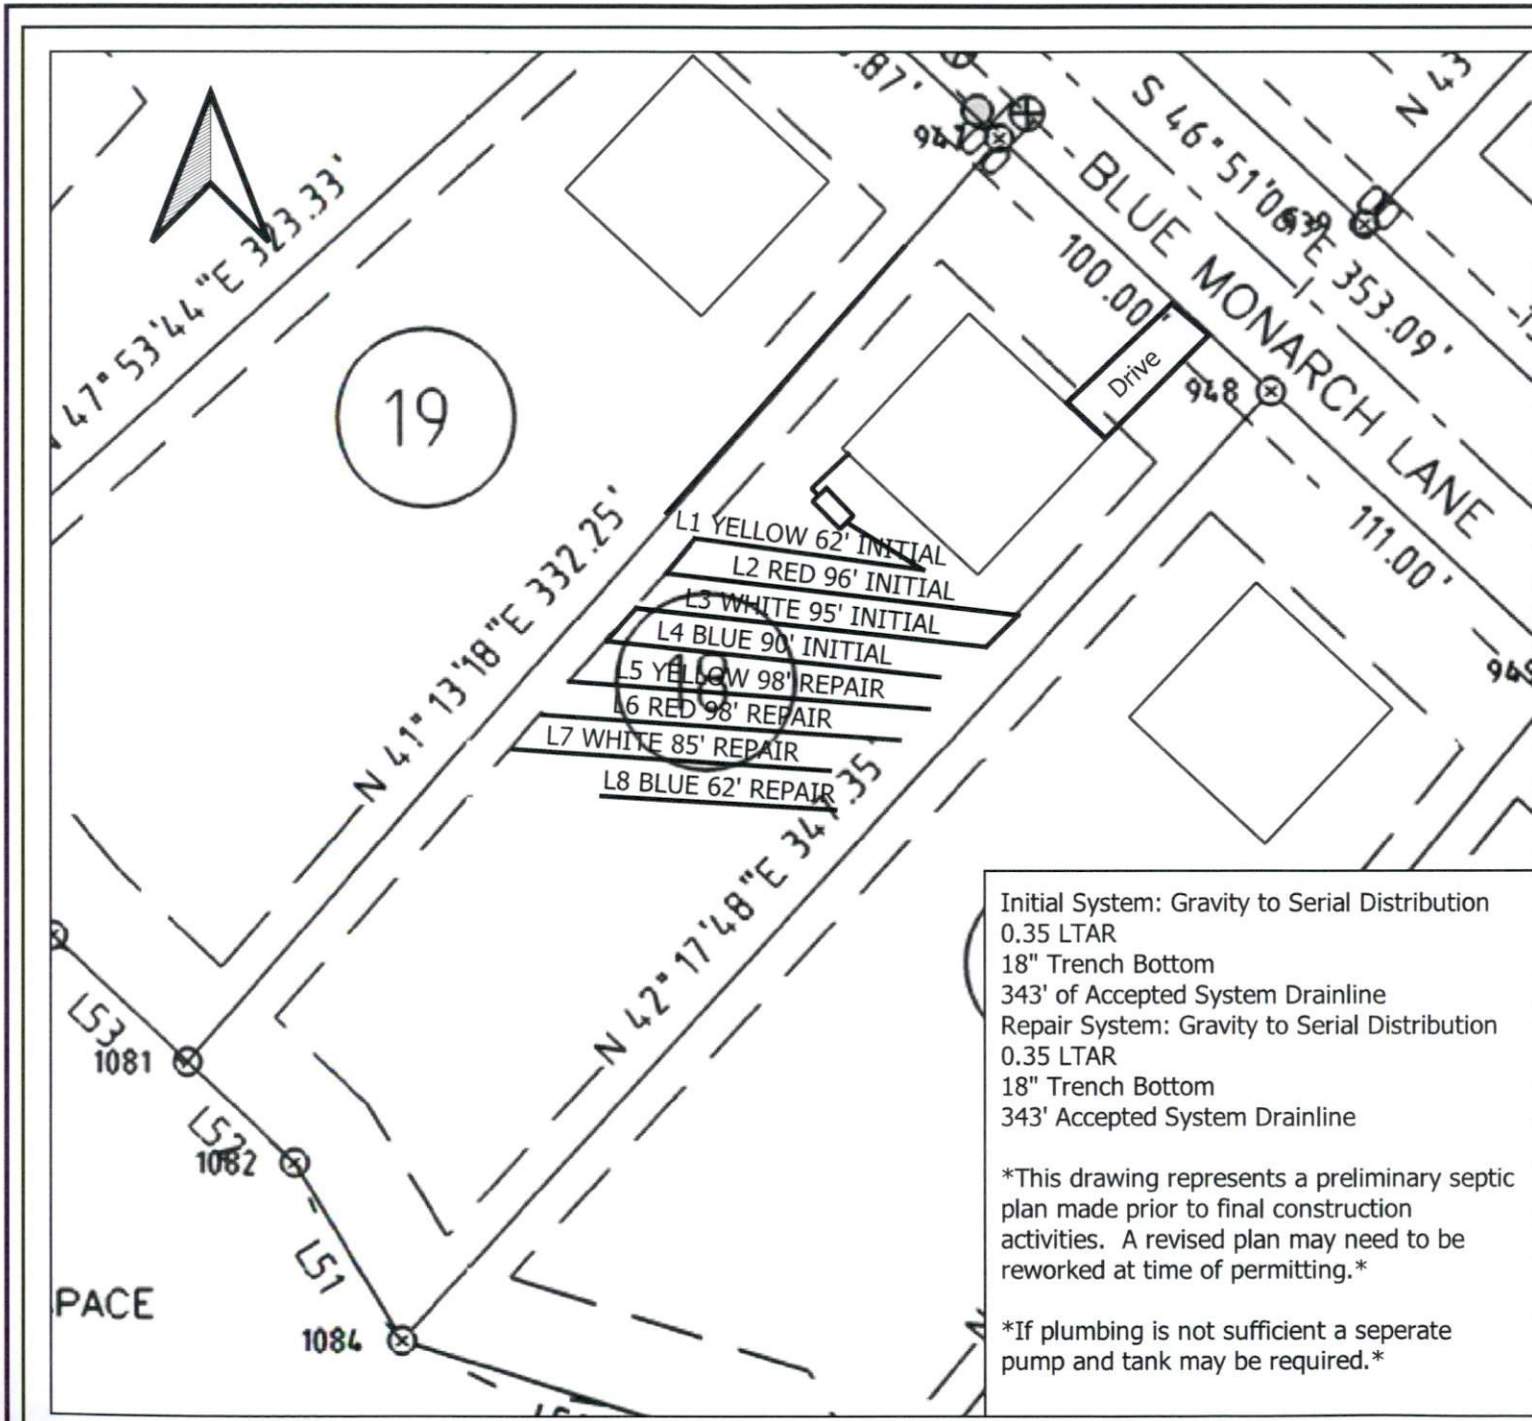 .87'
N 43
S 46°51'08"E 353.09'
BLUE MONARCH LANE
100.00'
111.00'
948
N 47°53'44"E 323.33'
19
Drive
N 41°13'18"E 332.25'
L1 YELLOW 62' INITIAL
L2 RED 96' INITIAL
L3 WHITE 95' INITIAL
L4 BLUE 90' INITIAL
L5 YELLOW 98' REPAIR
L6 RED 98' REPAIR
L7 WHITE 85' REPAIR
L8 BLUE 62' REPAIR
18
N 42°17'48"E 347.35'
L53
1081
L52
1082
L51
1084
PACE
Initial System: Gravity to Serial Distribution
0.35 LTAR
18" Trench Bottom
343' of Accepted System Drainline
Repair System: Gravity to Serial Distribution
0.35 LTAR
18" Trench Bottom
343' Accepted System Drainline
*This drawing represents a preliminary septic
plan made prior to final construction
activities. A revised plan may need to be
reworked at time of permitting.*
*If plumbing is not sufficient a seperate
pump and tank may be required.*